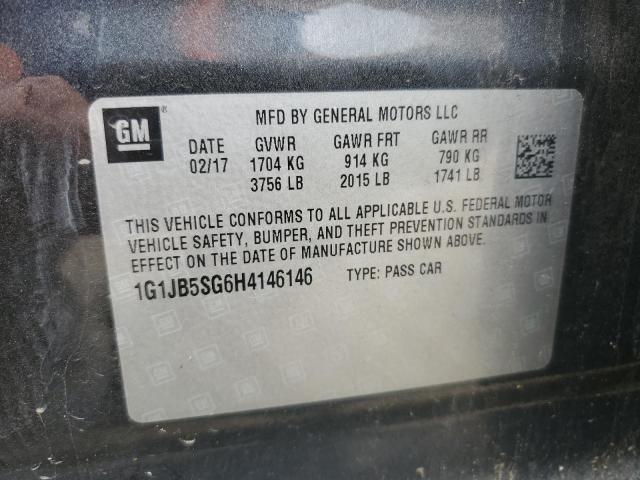 GM ®
MFD BY GENERAL MOTORS LLC
DATE GVWR GAWR FRT GAWR RR
02/17 1704 KG 914 KG 790 KG
3756 LB 2015 LB 1741 LB
THIS VEHICLE CONFORMS TO ALL APPLICABLE U.S. FEDERAL MOTOR
VEHICLE SAFETY, BUMPER, AND THEFT PREVENTION STANDARDS IN
EFFECT ON THE DATE OF MANUFACTURE SHOWN ABOVE.
1G1JB5SG6H4146146 TYPE: PASS CAR